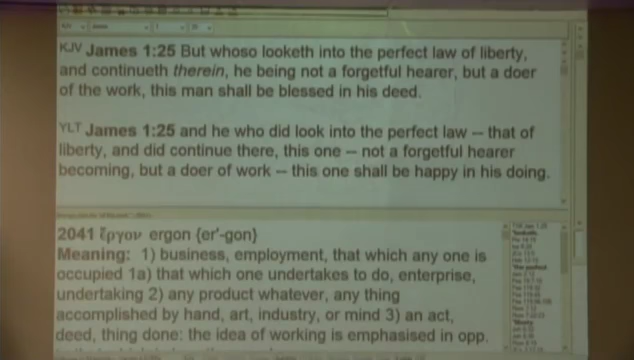 KJV James 1:25 But whoso looketh into the perfect law of liberty,
and continueth therein, he being not a forgetful hearer, but a doer
of the work, this man shall be blessed in his deed.
YLT James 1:25 and he who did look into the perfect law — that of
liberty, and did continue there, this one — not a forgetful hearer
becoming, but a doer of work — this one shall be happy in his doing.
2041 ἔργον ergon {er'-gon}
Meaning: 1) business, employment, that which any one is
occupied 1a) that which one undertakes to do, enterprise,
undertaking 2) any product whatever, any thing
accomplished by hand, art, industry, or mind 3) an act,
deed, thing done: the idea of working is emphasised in opp.